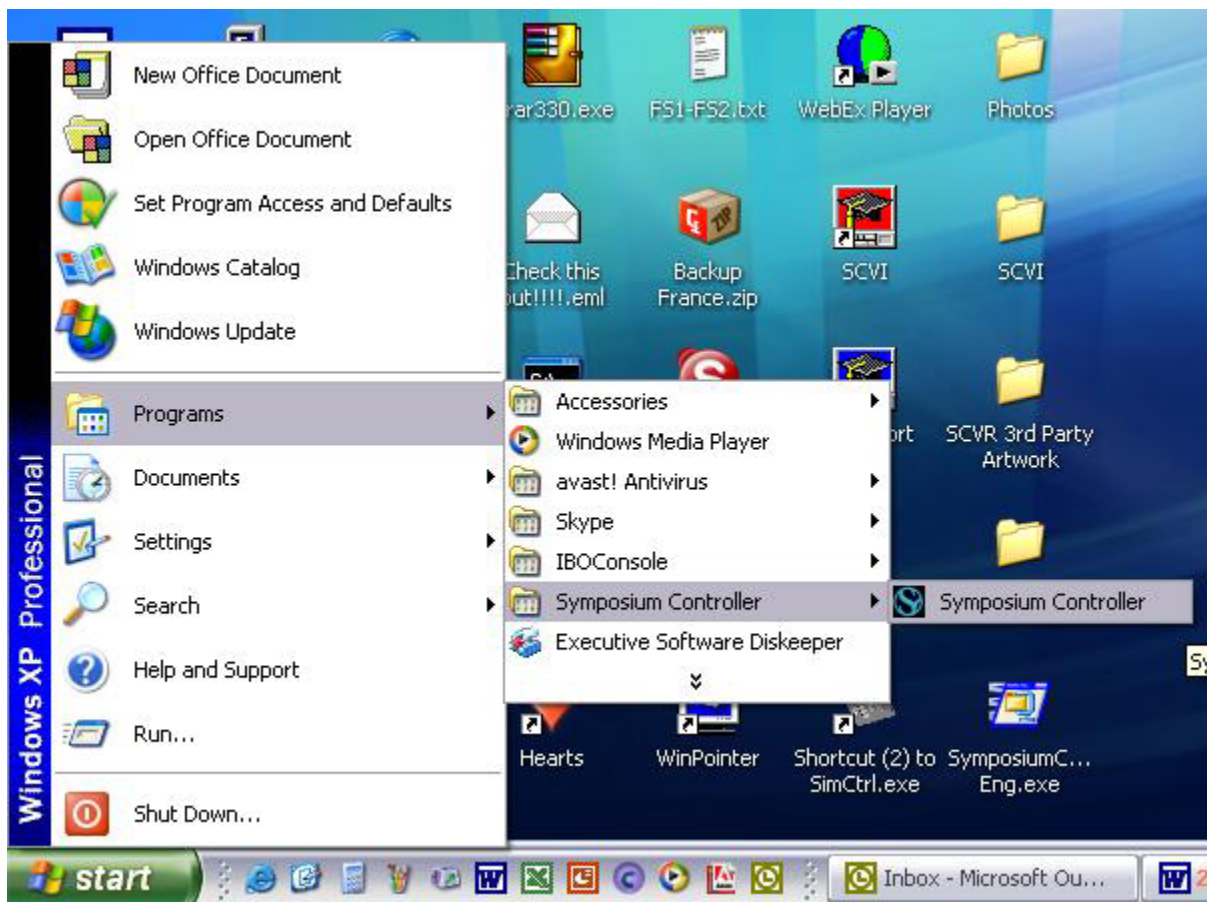 New Office Document
Open Office Document
Set Program Access and Defaults
Windows Catalog
Windows Update
Programs
Documents
Settings
Search
Help and Support
Run...
Shut Down...
Windows XP Professional
Accessories
Windows Media Player
avast! Antivirus
Skype
IBOConsole
Symposium Controller
Executive Software Diskeeper
Symposium Controller
rar330.exe
FS1-FS2.txt
WebEx Player
Photos
Check this
out!!!!.eml
Backup
France.zip
SCVI
SCVI
SCVR 3rd Party
Artwork
Hearts
WinPointer
Shortcut (2) to
SimCtrl.exe
SymposiumC...
Eng.exe
start
Inbox - Microsoft Ou...
2